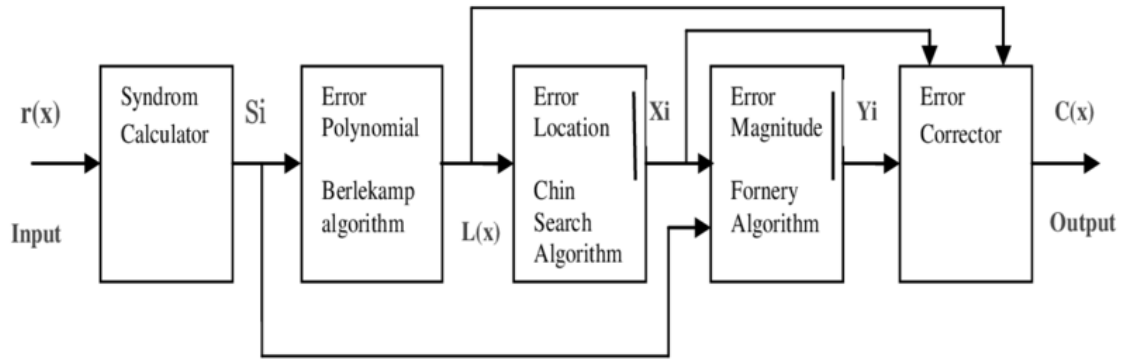 r(x)
Input
Syndrom
Calculator
Si
Error
Polynomial
Berlekamp
algorithm
L(x)
Error
Location
Chin
Search
Algorithm
Xi
Error
Magnitude
Fornery
Algorithm
Yi
Error
Corrector
C(x)
Output